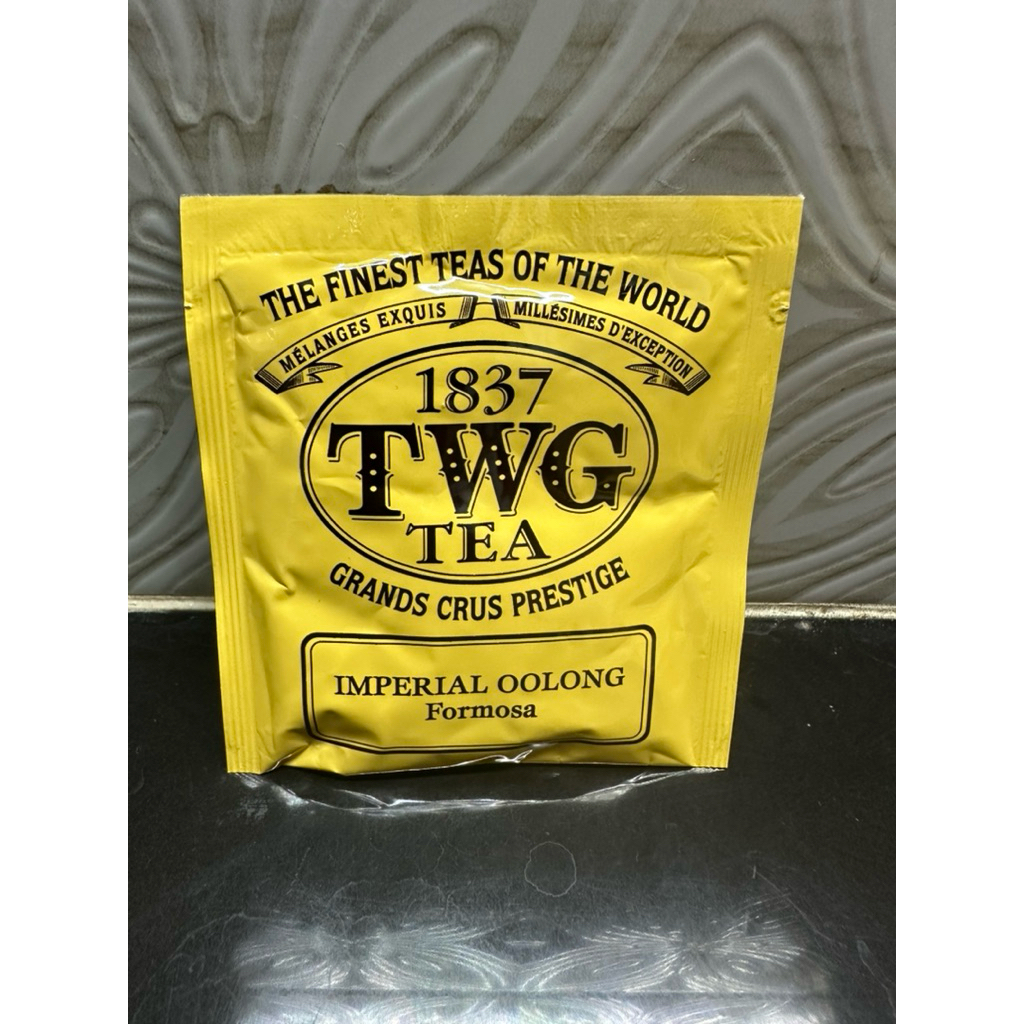 THE FINEST TEAS OF THE WORLD
MÉLANGES EXQUIS MILLÉSIMES D'EXCEPTION
1837
TWG
TEA
GRANDS CRUS PRESTIGE
IMPERIAL OOLONG
Formosa